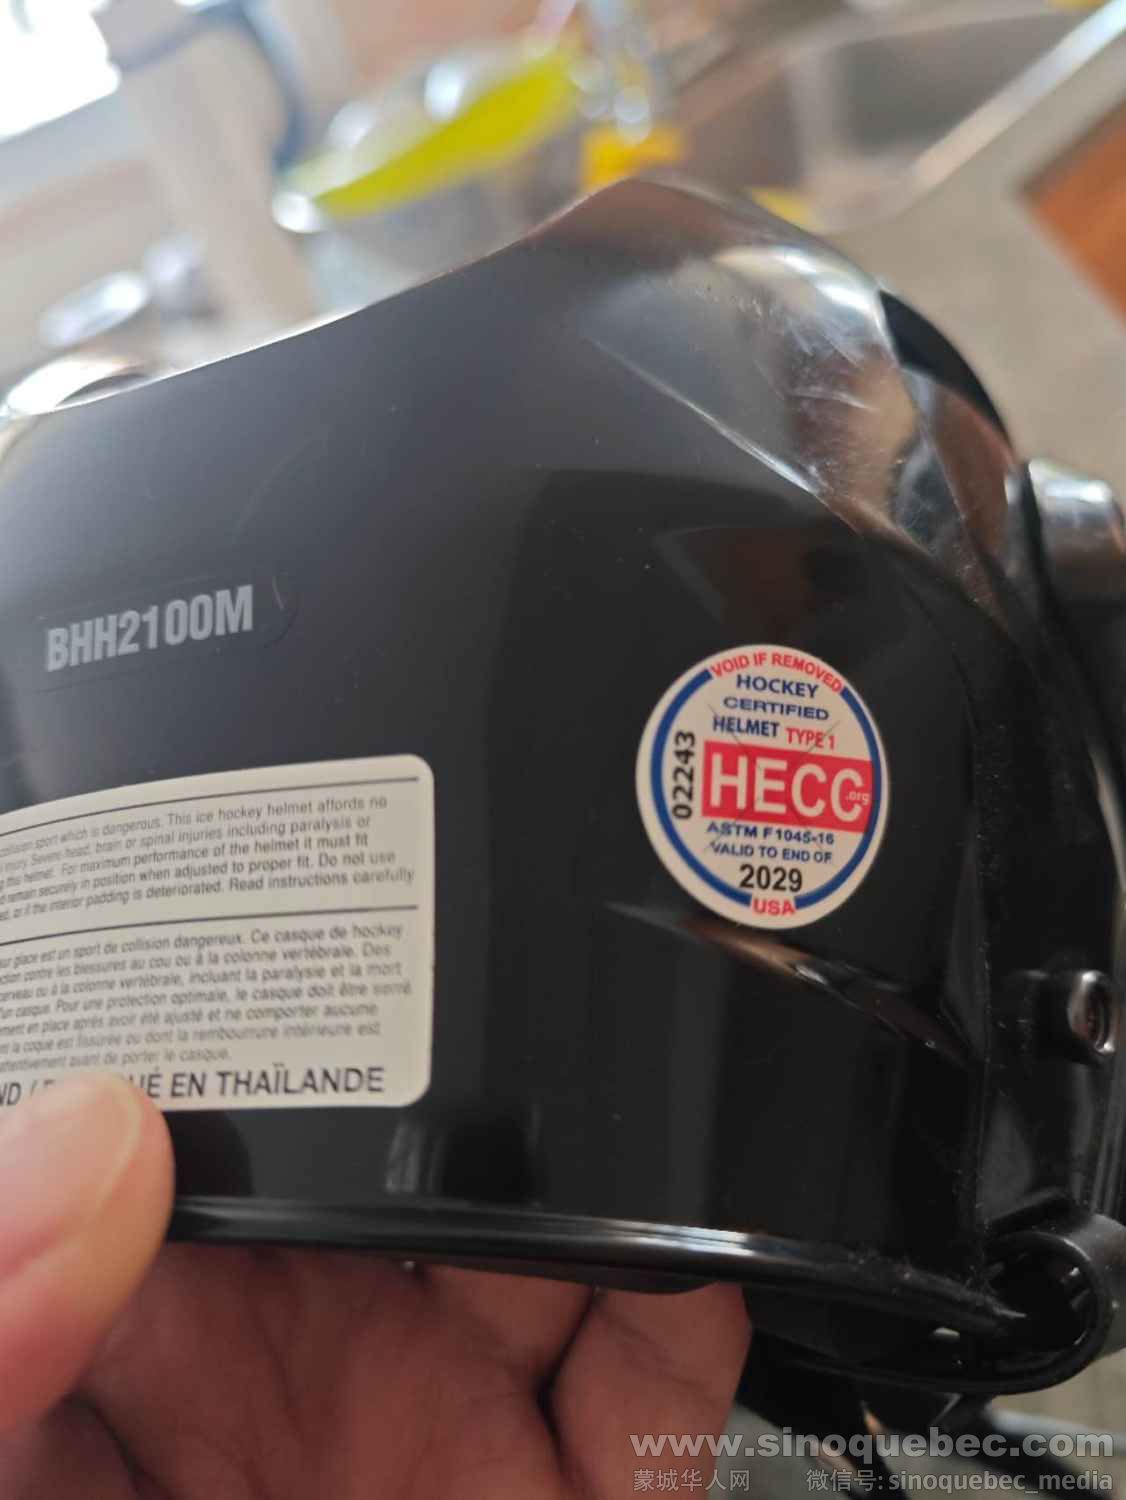 BHH2100M
VOID IF REMOVED
HOCKEY
CERTIFIED
HELMET TYPE 1
02243
HECC.org
ASTM F1045-16
VALID TO END OF
2029
USA
collision sport which is dangerous. This ice hockey helmet affords no
injury. Severe head, brain or spinal injuries including paralysis or
this helmet. For maximum performance of the helmet it must fit
remain securely in position when adjusted to proper fit. Do not use
or if the interior padding is deteriorated. Read instructions carefully
glace est un sport de collision dangereux. Ce casque de hockey
contre les blessures au cou ou à la colonne vertébrale. Des
cerveau ou à la colonne vertébrale, incluant la paralysie et la mort
casque. Pour une protection optimale, le casque doit être serré
en place après avoir été ajusté et ne comporter aucune
la coque est fissurée ou dont la rembourrure intérieure est
attentivement avant de porter le casque.
EN THAÏLANDE
www.sinoquebec.com
蒙城华人网 微信号: sinoquebec_media